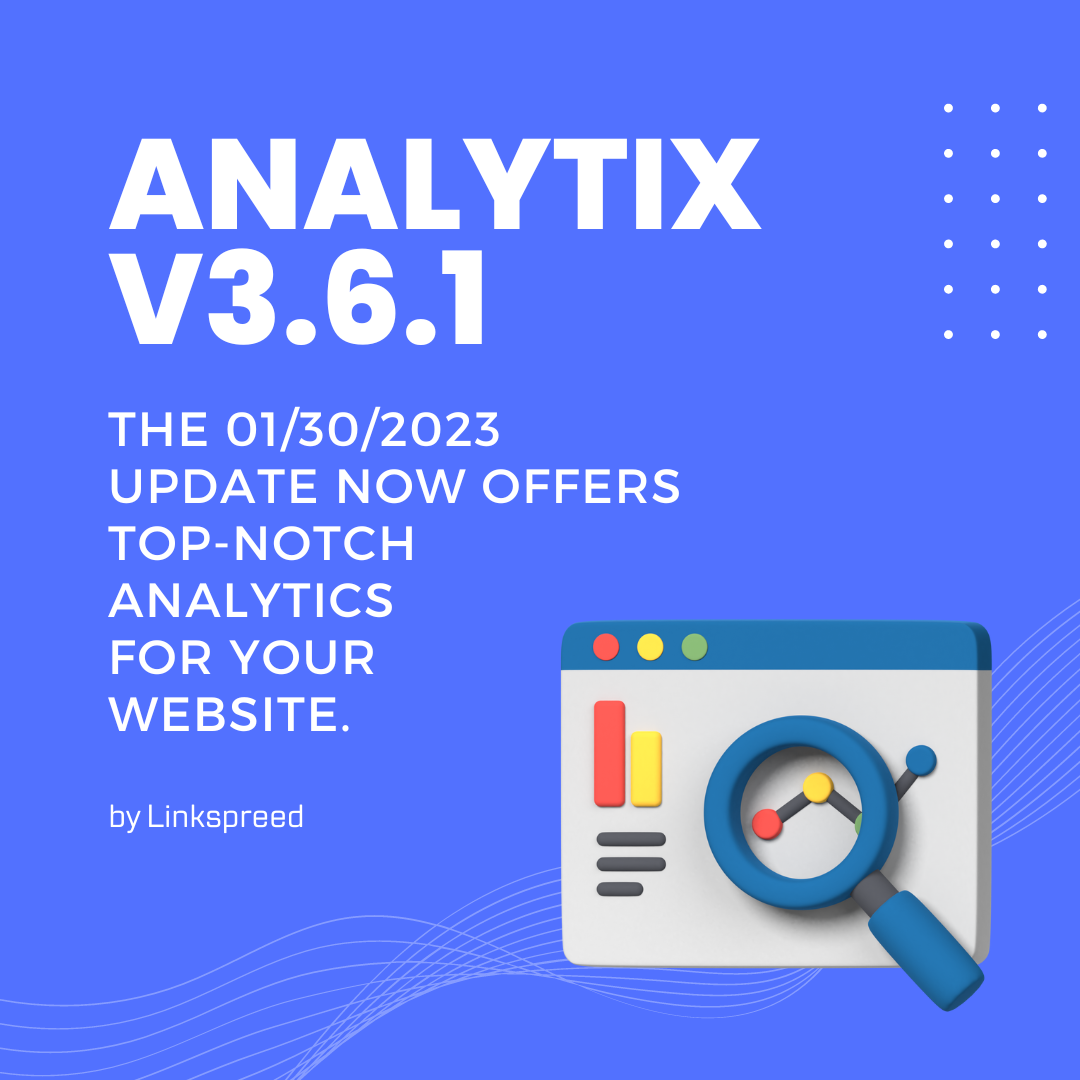 ANALYTIX
V3.6.1
THE 01/30/2023
UPDATE NOW OFFERS
TOP-NOTCH
ANALYTICS
FOR YOUR
WEBSITE.
by Linkspreed